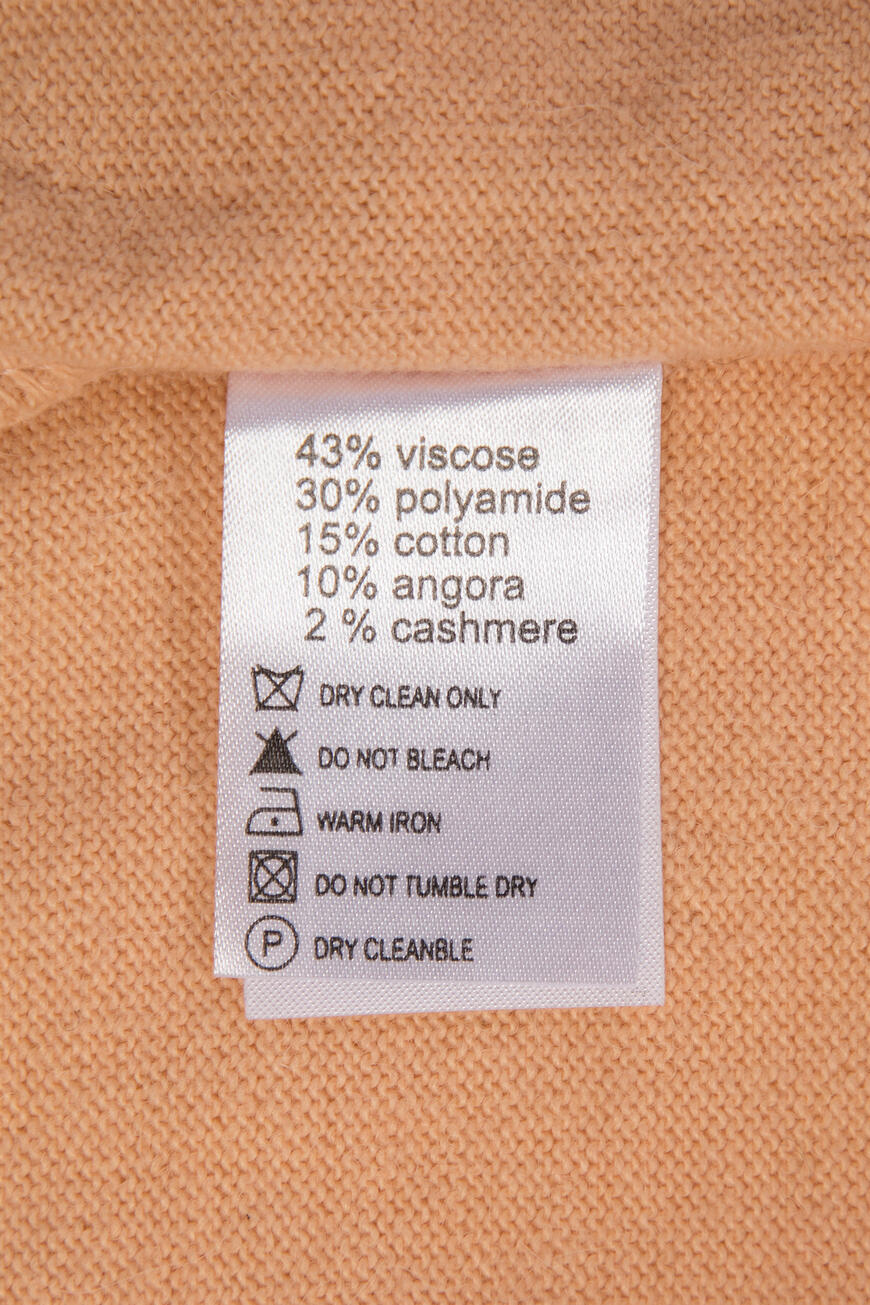 43% viscose
30% polyamide
15% cotton
10% angora
2 % cashmere
DRY CLEAN ONLY
DO NOT BLEACH
WARM IRON
DO NOT TUMBLE DRY
P DRY CLEANBLE